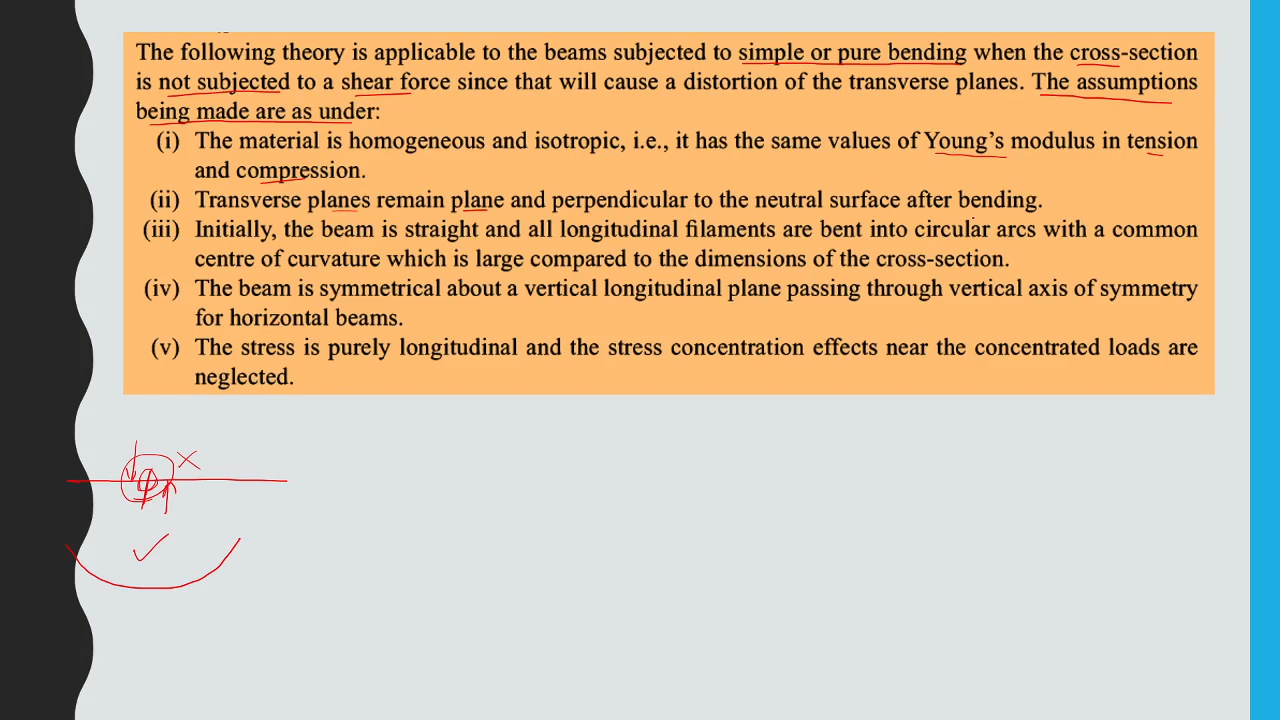 The following theory is applicable to the beams subjected to simple or pure bending when the cross-section
is not subjected to a shear force since that will cause a distortion of the transverse planes. The assumptions
being made are as under:
(i) The material is homogeneous and isotropic, i.e., it has the same values of Young's modulus in tension
and compression.
(ii) Transverse planes remain plane and perpendicular to the neutral surface after bending.
(iii) Initially, the beam is straight and all longitudinal filaments are bent into circular arcs with a common
centre of curvature which is large compared to the dimensions of the cross-section.
(iv) The beam is symmetrical about a vertical longitudinal plane passing through vertical axis of symmetry
for horizontal beams.
(v) The stress is purely longitudinal and the stress concentration effects near the concentrated loads are
neglected.